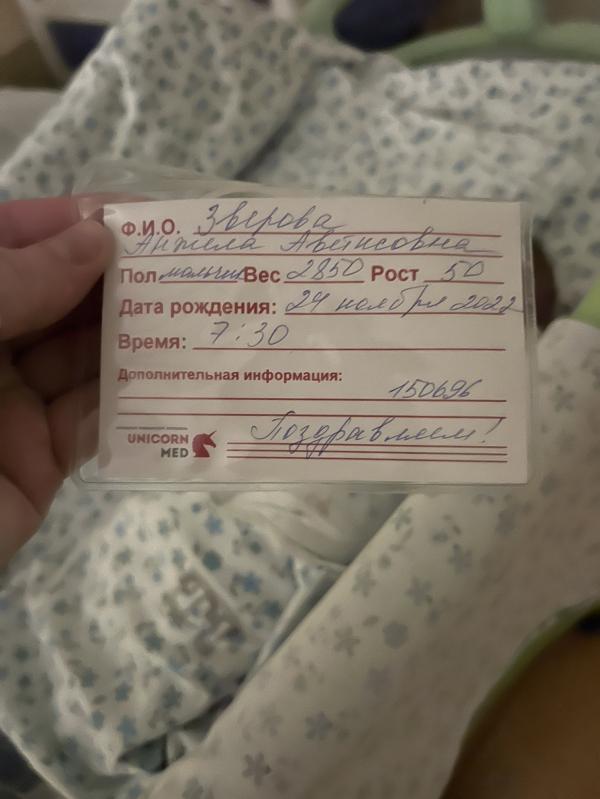 Ф.И.О. Зверова
Анжела Аветисовна
Пол мальчик Вес 2850 Рост 50
Дата рождения: 24 ноября 2022
Время: 7:30
Дополнительная информация:
150696
Поздравляем!
UNICORN
MED